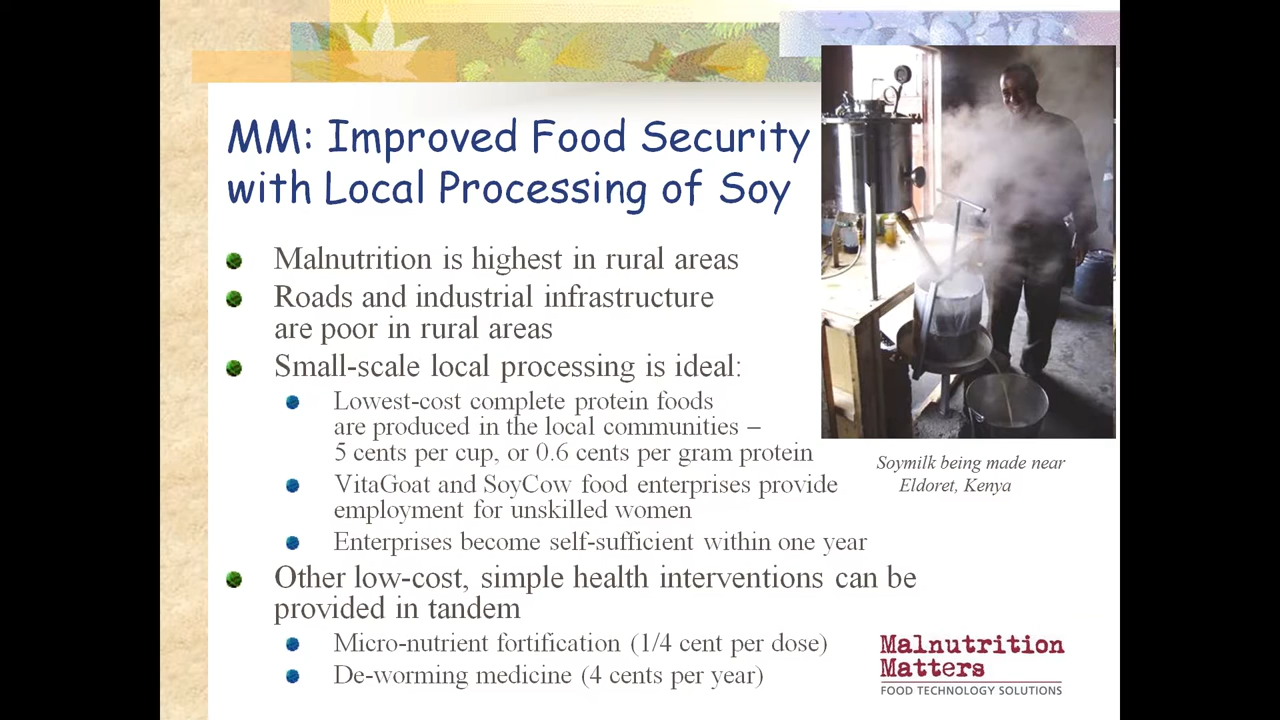 MM: Improved Food Security
with Local Processing of Soy
Malnutrition is highest in rural areas
Roads and industrial infrastructure
are poor in rural areas
Small-scale local processing is ideal:
Lowest-cost complete protein foods
are produced in the local communities –
5 cents per cup, or 0.6 cents per gram protein
VitaGoat and SoyCow food enterprises provide
employment for unskilled women
Enterprises become self-sufficient within one year
Other low-cost, simple health interventions can be
provided in tandem
Micro-nutrient fortification (1/4 cent per dose)
De-worming medicine (4 cents per year)
Soymilk being made near
Eldoret, Kenya
Malnutrition
Matters
FOOD TECHNOLOGY SOLUTIONS